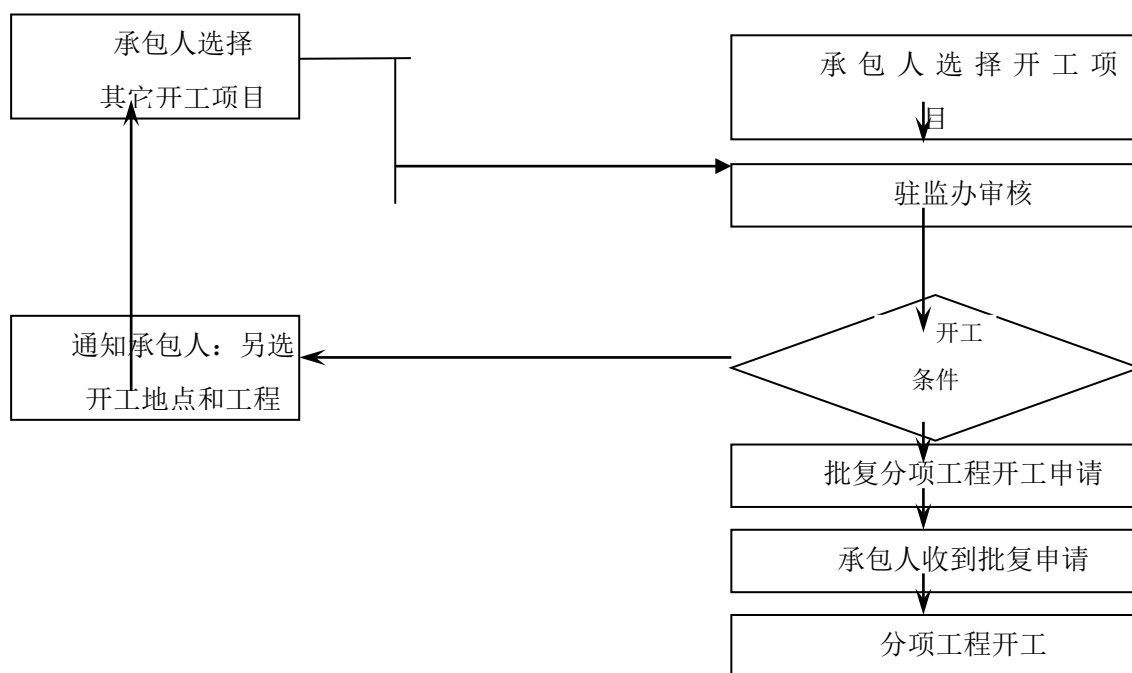 承包人选择
其它开工项目
承包人选择开工项
目
驻监办审核
通知承包人：另选
开工地点和工程
开工
条件
批复分项工程开工申请
承包人收到批复申请
分项工程开工